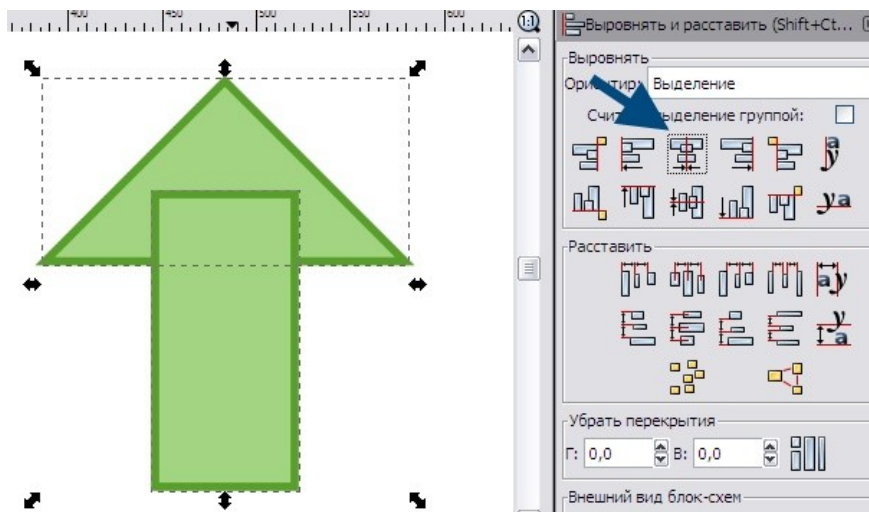 400 450 500 550 600
1:1
Выровнять и расставить (Shift+Ct...
Выровнять
Выделение
выделение группой:
Расставить
Убрать перекрытия
Г: 0,0 В: 0,0
Внешний вид блок-схем